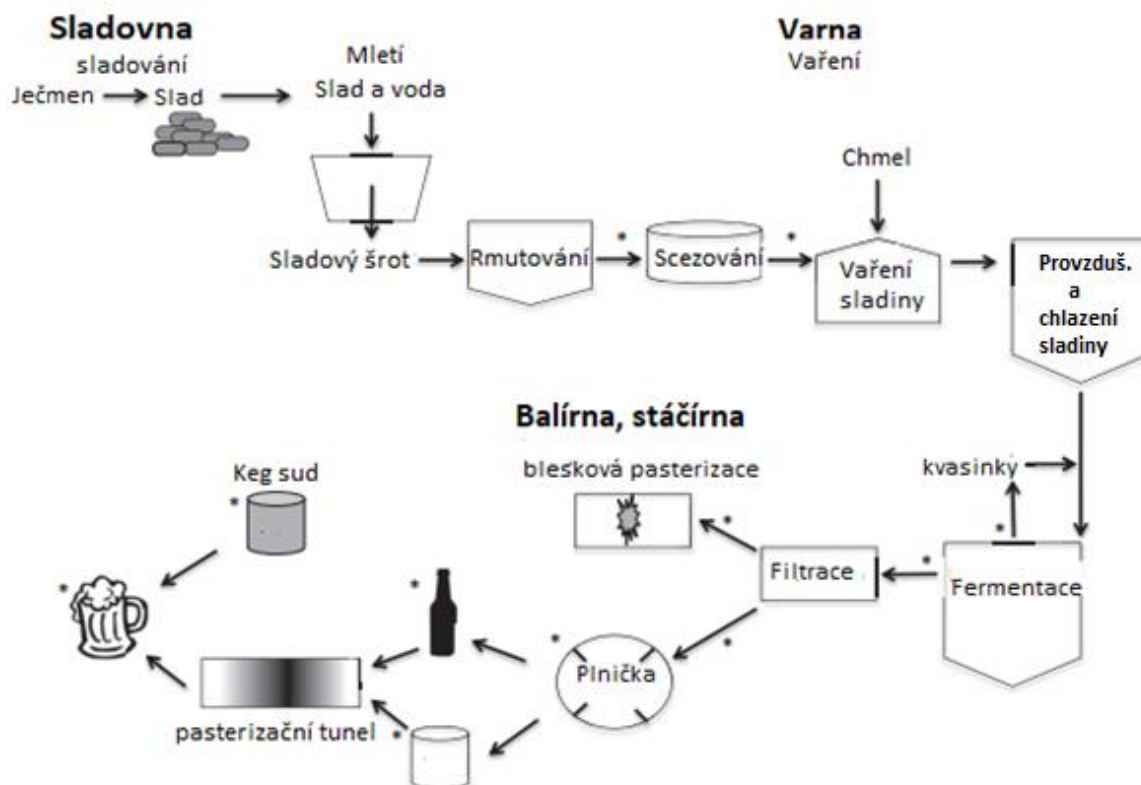 Sladovna
sladování
Ječmen
Slad
Mletí
Slad a voda
Sladový šrot
Varna
Vaření
Rmutování
*
Scezování
*
Chmel
Vaření
sladiny
Provzduš.
a
chlazení
sladiny
kvasinky
*
Fermentace
*
Filtrace
*
*
Balírna, stáčírna
blesková pasterizace
Plnička
*
*
*
pasterizační tunel
Keg sud
*
*